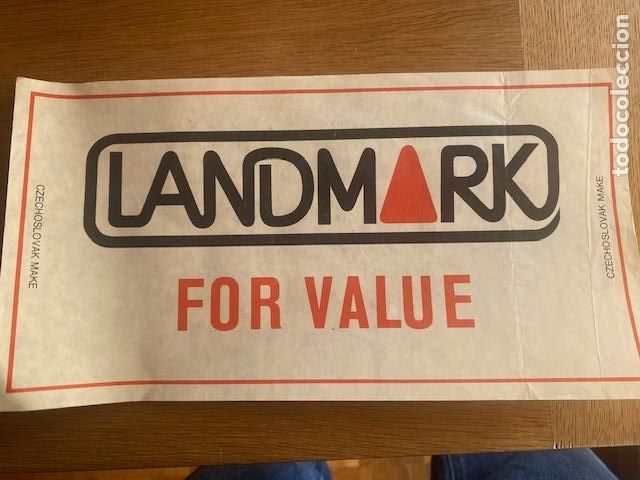 LANDMARK
FOR VALUE
CZECHOSLOVAK MAKE
CZECHOSLOVAK MAKE
todocoleccion